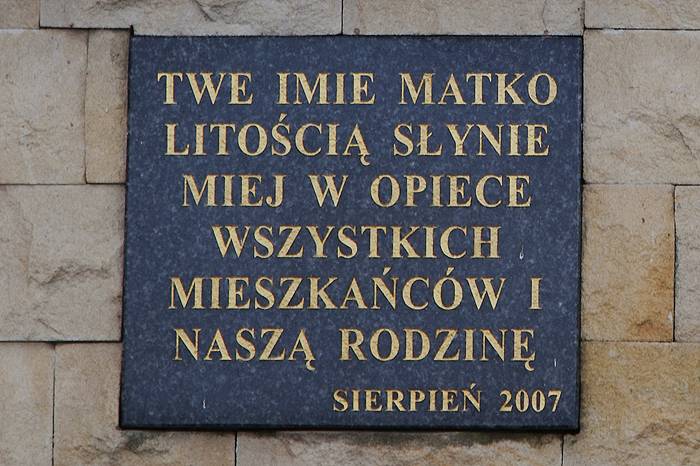 TWE IMIE MATKO
LITOŚCIĄ SŁYNIE
MIEJ W OPIECE
WSZYSTKICH
MIESZKAŃCÓW I
NASZĄ RODZINĘ
SIERPIEŃ 2007